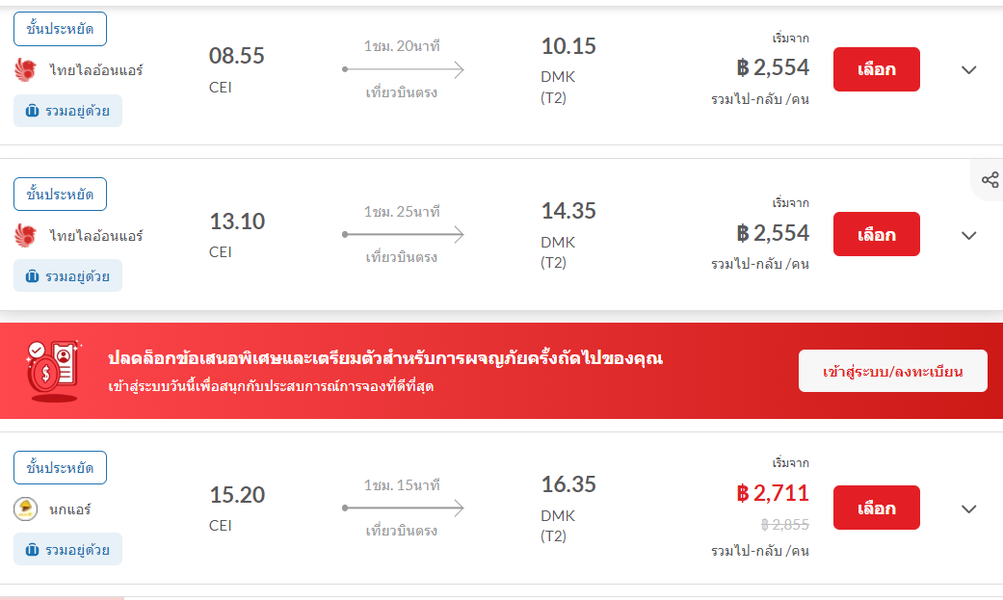 ชั้นประหยัด
ไทยไลอ้อนแอร์
รวมอยู่ด้วย
08.55
CEI
1ชม. 20นาที
เที่ยวบินตรง
10.15
DMK
(T2)
เริ่มจาก
฿ 2,554
รวมไป-กลับ /คน
เลือก
ชั้นประหยัด
ไทยไลอ้อนแอร์
รวมอยู่ด้วย
13.10
CEI
1ชม. 25นาที
เที่ยวบินตรง
14.35
DMK
(T2)
เริ่มจาก
฿ 2,554
รวมไป-กลับ /คน
เลือก
ปลดล็อกข้อเสนอพิเศษและเตรียมตัวสำหรับการผจญภัยครั้งถัดไปของคุณ
เข้าสู่ระบบวันนี้เพื่อสนุกกับประสบการณ์การจองที่ดีที่สุด
เข้าสู่ระบบ/ลงทะเบียน
ชั้นประหยัด
นกแอร์
รวมอยู่ด้วย
15.20
CEI
1ชม. 15นาที
เที่ยวบินตรง
16.35
DMK
(T2)
เริ่มจาก
฿ 2,711
฿ 2,855
รวมไป-กลับ /คน
เลือก